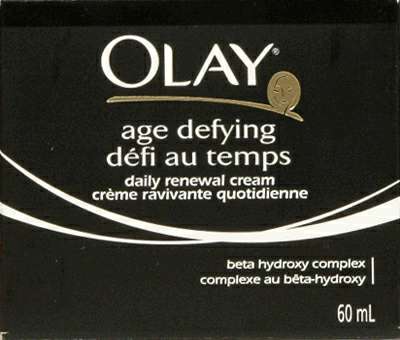 OLAY®
age defying
défi au temps
daily renewal cream
crème ravivante quotidienne
beta hydroxy complex
complexe au bêta-hydroxy
60 mL